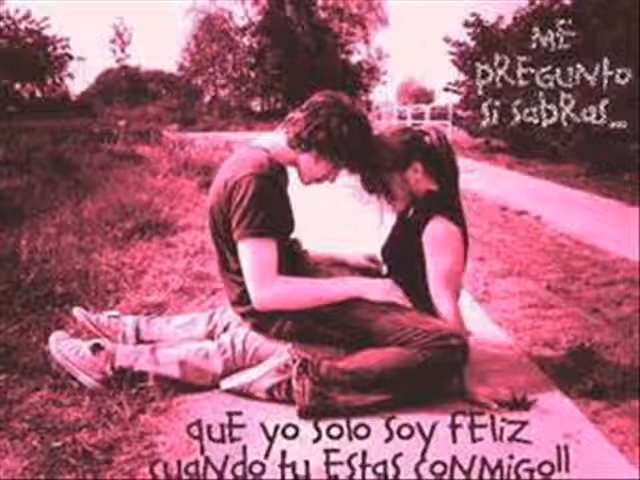 ME
PREGUNTO
si sabRas...
quE yo solo soy fEliz
cuaNdo tu Estas coNMiGo!!